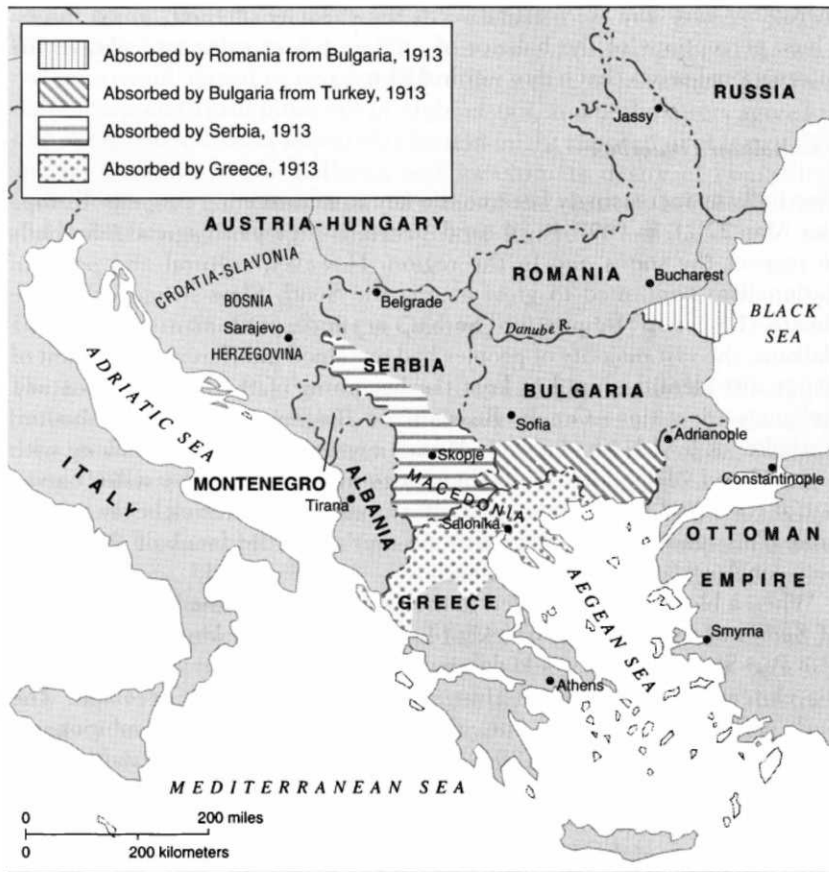 Absorbed by Romania from Bulgaria, 1913
Absorbed by Bulgaria from Turkey, 1913
Absorbed by Serbia, 1913
Absorbed by Greece, 1913
RUSSIA
Jassy
AUSTRIA-HUNGARY
CROATIA-SLAVONIA
ROMANIA
BOSNIA
Belgrade
Bucharest
BLACK
SEA
Sarajevo
Danube R.
HERZEGOVINA
SERBIA
ADRIATIC SEA
BULGARIA
Sofia
Adrianople
Skopje
ITALY
MONTENEGRO
MACEDONIA
Constantinople
ALBANIA
Tirana
Salonika
OTTOMAN
EMPIRE
AEGEAN SEA
GREECE
Smyrna
Athens
MEDITERRANEAN SEA
0 200 miles
0 200 kilometers